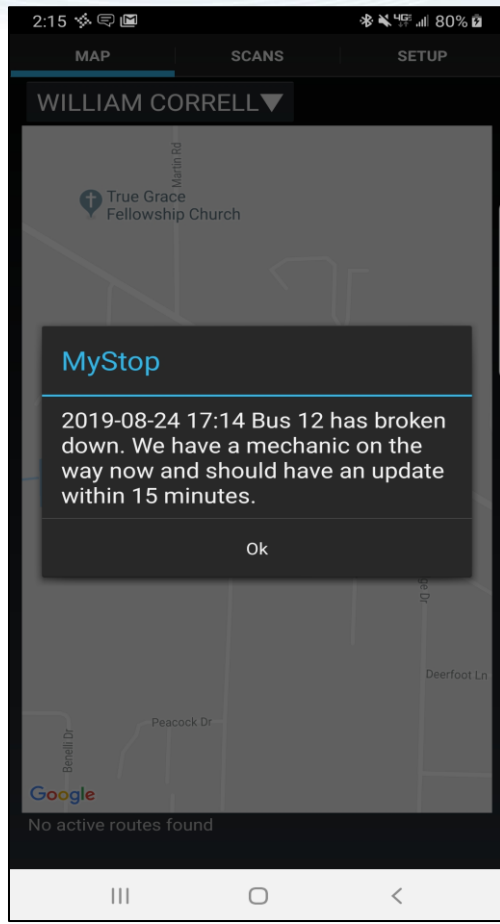 2:15 80%
MAP SCANS SETUP
WILLIAM CORRELL
Martin Rd
True Grace
Fellowship Church
MyStop
2019-08-24 17:14 Bus 12 has broken
down. We have a mechanic on the
way now and should have an update
within 15 minutes.
Ok
ge Dr
Deerfoot Ln
Peacock Dr
Benelli Dr
Google
No active routes found